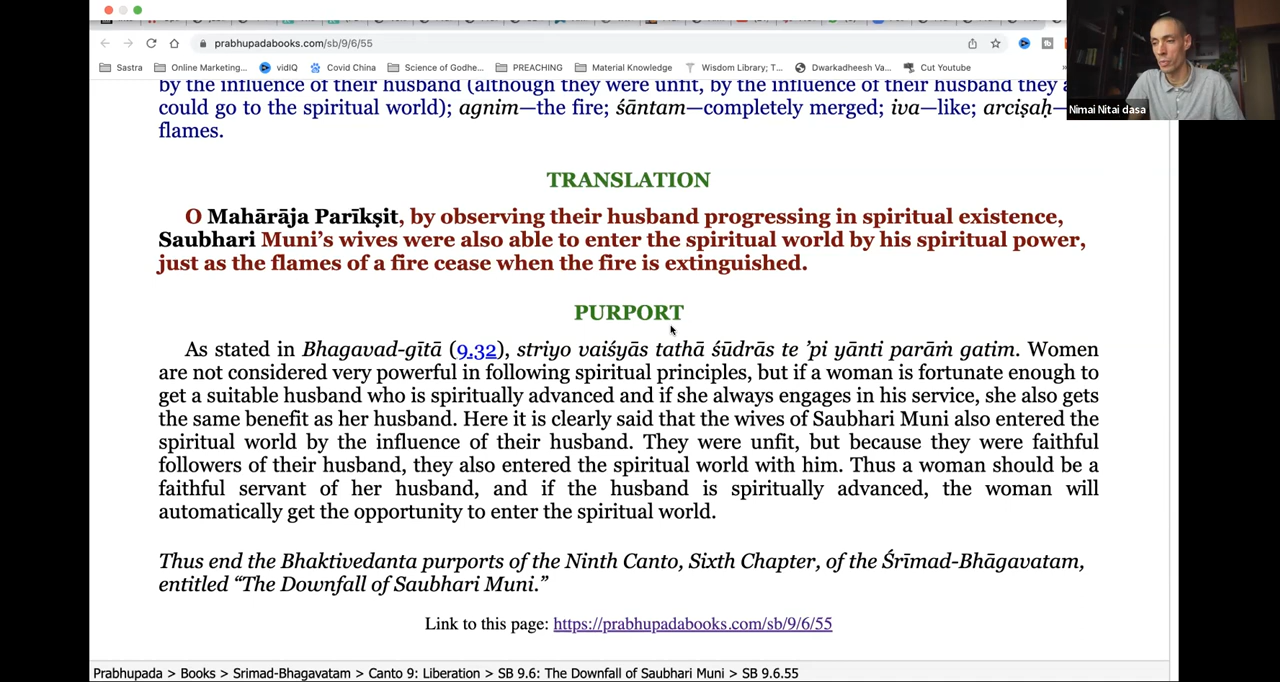 prabhupadabooks.com/sb/9/6/55
Sastra Online Marketing... vidIQ Covid China Science of Godhe... PREACHING Material Knowledge Wisdom Library; T... Dwarkadheesh Va... Cut Youtube »
Nimai Nitai dasa
by the influence of their husband (although they were unfit, by the influence of their husband they
could go to the spiritual world); agnim—the fire; śāntam—completely merged; iva—like; arciṣaḥ—
flames.
TRANSLATION
O Mahārāja Parīkṣit, by observing their husband progressing in spiritual existence,
Saubhari Muni’s wives were also able to enter the spiritual world by his spiritual power,
just as the flames of a fire cease when the fire is extinguished.
PURPORT
As stated in Bhagavad-gītā (9.32), striyo vaiśyās tathā śūdrās te ’pi yānti parāṁ gatim. Women
are not considered very powerful in following spiritual principles, but if a woman is fortunate enough to
get a suitable husband who is spiritually advanced and if she always engages in his service, she also gets
the same benefit as her husband. Here it is clearly said that the wives of Saubhari Muni also entered the
spiritual world by the influence of their husband. They were unfit, but because they were faithful
followers of their husband, they also entered the spiritual world with him. Thus a woman should be a
faithful servant of her husband, and if the husband is spiritually advanced, the woman will
automatically get the opportunity to enter the spiritual world.
Thus end the Bhaktivedanta purports of the Ninth Canto, Sixth Chapter, of the Śrīmad-Bhāgavatam,
entitled “The Downfall of Saubhari Muni.”
Link to this page: https://prabhupadabooks.com/sb/9/6/55
Prabhupada > Books > Srimad-Bhagavatam > Canto 9: Liberation > SB 9.6: The Downfall of Saubhari Muni > SB 9.6.55